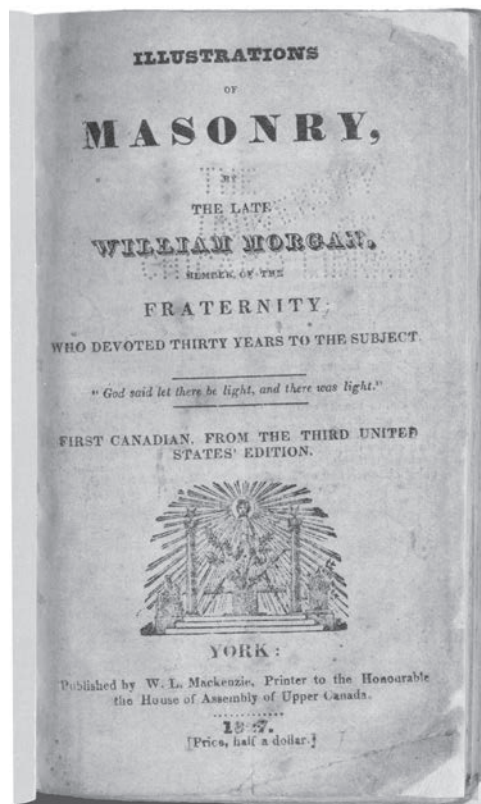 ILLUSTRATIONS
OF
MASONRY,
BY
THE LATE
WILLIAM MORGAN,
MEMBER OF THE
FRATERNITY,
WHO DEVOTED THIRTY YEARS TO THE SUBJECT.
"God said let there be light, and there was light."
FIRST CANADIAN, FROM THE THIRD UNITED
STATES' EDITION.
YORK:
Published by W. L. Mackenzie, Printer to the Honourable
the House of Assembly of Upper Canada.
1827.
[Price, half a dollar.]